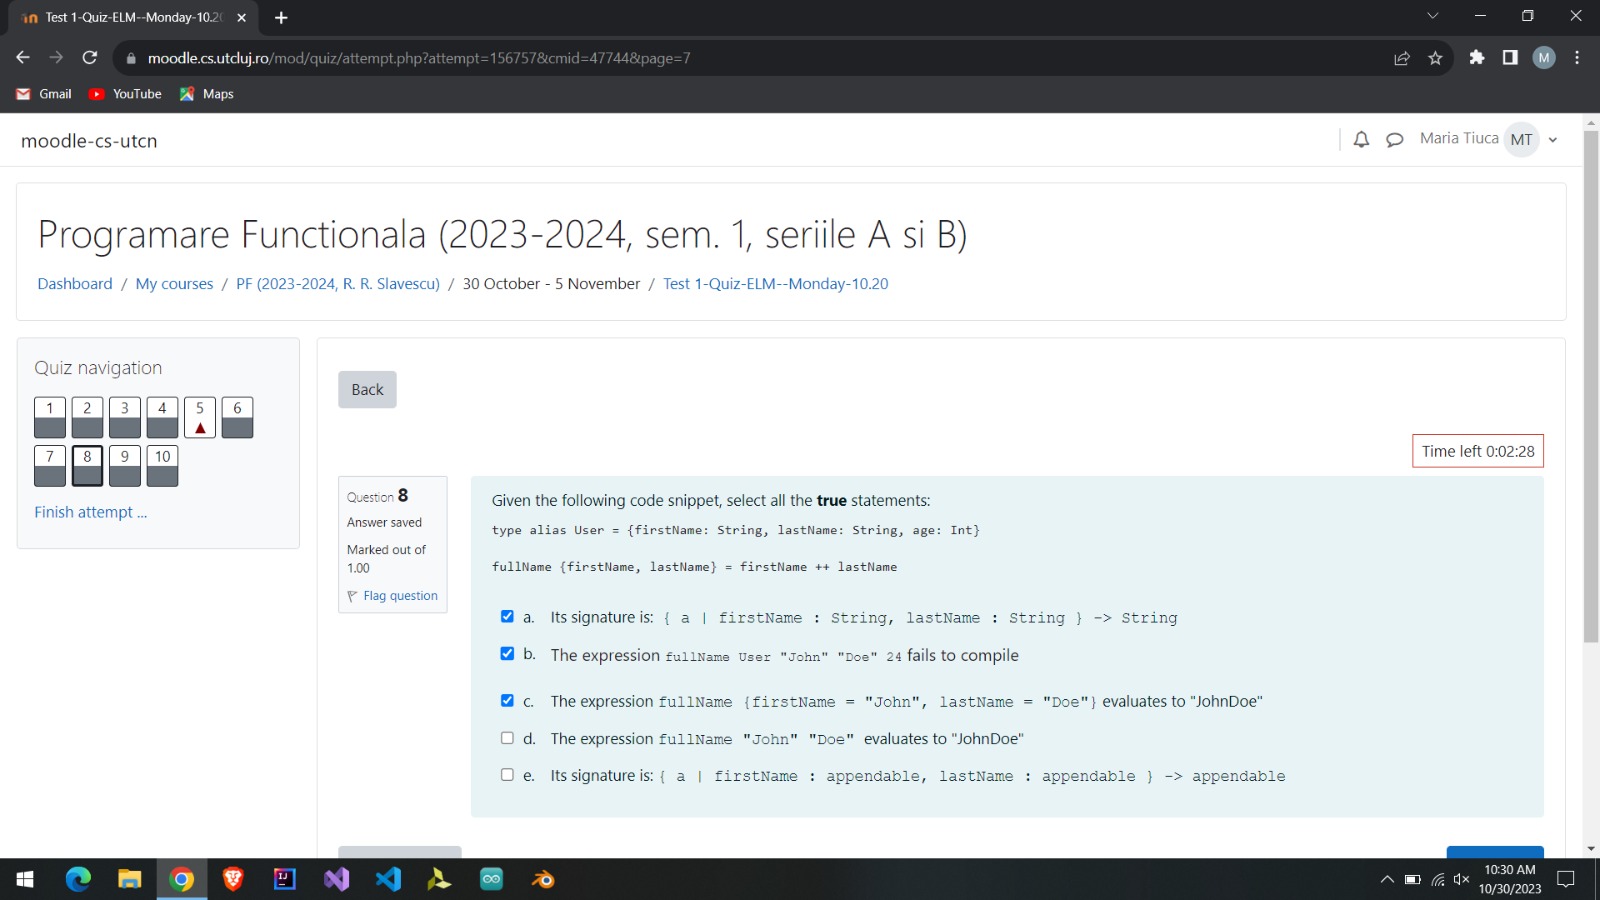 Test 1-Quiz-ELM--Monday-10.20
moodle.cs.utcluj.ro/mod/quiz/attempt.php?attempt=156757&cmid=47744&page=7
M
Gmail
YouTube
Maps
moodle-cs-utcn
Maria Tiuca
MT
Programare Functionala (2023-2024, sem. 1, seriile A si B)
Dashboard / My courses / PF (2023-2024, R. R. Slavescu) / 30 October - 5 November / Test 1-Quiz-ELM--Monday-10.20
Quiz navigation
1 2 3 4 5 6
7 8 9 10
Finish attempt ...
Back
Time left 0:02:28
Question 8
Answer saved
Marked out of
1.00
Flag question
Given the following code snippet, select all the true statements:
type alias User = {firstName: String, lastName: String, age: Int}
fullName {firstName, lastName} = firstName ++ lastName
a. Its signature is: { a | firstName : String, lastName : String } -> String
b. The expression fullName User "John" "Doe" 24 fails to compile
c. The expression fullName {firstName = "John", lastName = "Doe"} evaluates to "JohnDoe"
d. The expression fullName "John" "Doe" evaluates to "JohnDoe"
e. Its signature is: { a | firstName : appendable, lastName : appendable } -> appendable
10:30 AM
10/30/2023